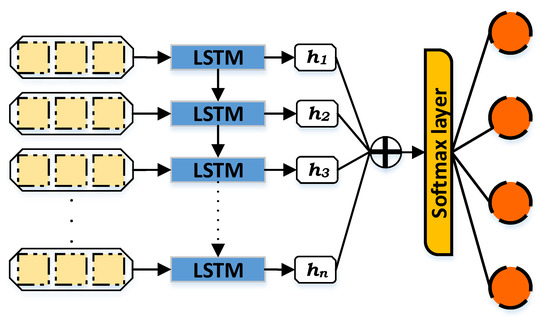 LSTM
h1
LSTM
h2
LSTM
h3
LSTM
hn
Softmax layer